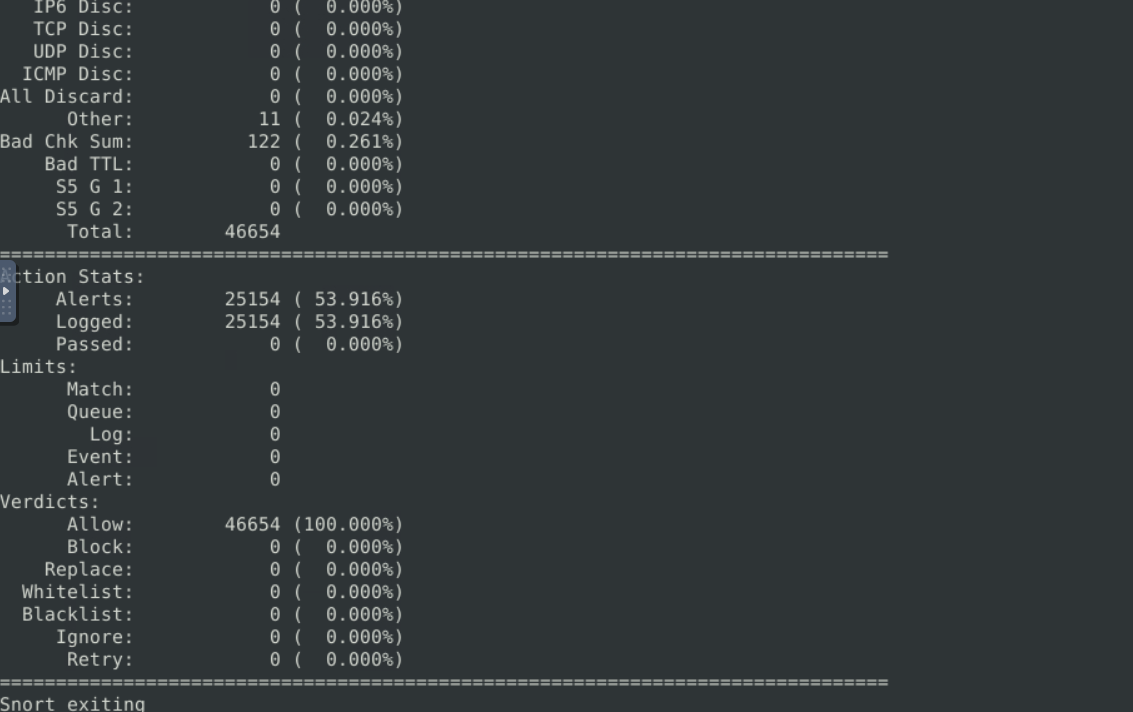 IP6 Disc:            0 (  0.000%)
TCP Disc:            0 (  0.000%)
UDP Disc:            0 (  0.000%)
ICMP Disc:            0 (  0.000%)
All Discard:            0 (  0.000%)
Other:           11 (  0.024%)
Bad Chk Sum:          122 (  0.261%)
Bad TTL:            0 (  0.000%)
S5 G 1:            0 (  0.000%)
S5 G 2:            0 (  0.000%)
Total:        46654
===============================================================================
Action Stats:
Alerts:        25154 ( 53.916%)
Logged:        25154 ( 53.916%)
Passed:            0 (  0.000%)
Limits:
Match:            0
Queue:            0
Log:            0
Event:            0
Alert:            0
Verdicts:
Allow:        46654 (100.000%)
Block:            0 (  0.000%)
Replace:            0 (  0.000%)
Whitelist:            0 (  0.000%)
Blacklist:            0 (  0.000%)
Ignore:            0 (  0.000%)
Retry:            0 (  0.000%)
===============================================================================
Snort exiting